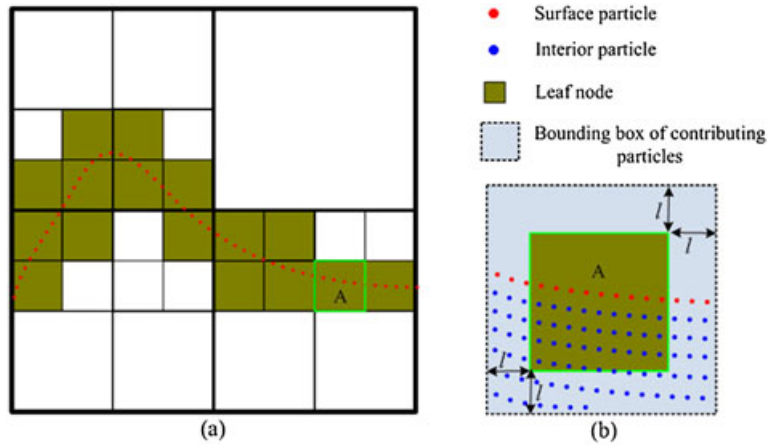 Surface particle
Interior particle
Leaf node
Bounding box of contributing
particles
A
(a)
l
l
A
l
l
(b)